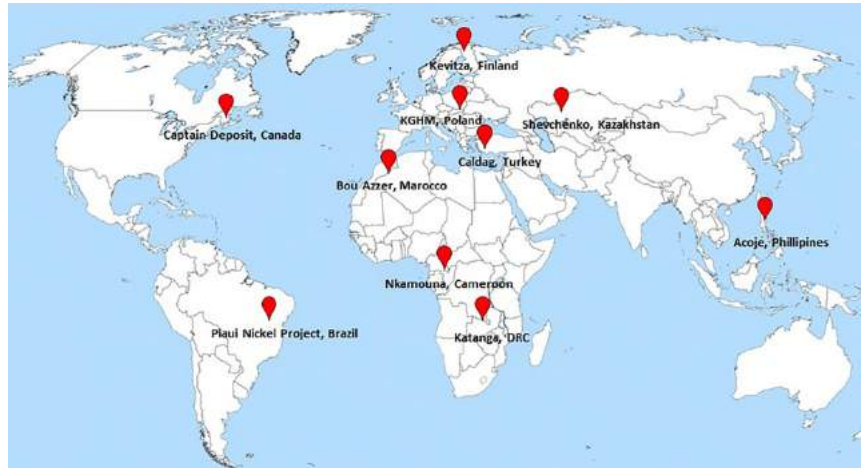 Kevitza, Finland
KGHM, Poland
Shevchenko, Kazakhstan
Captain Deposit, Canada
Caldag, Turkey
Bou Azzer, Marocco
Acoje, Phillipines
Nkamouna, Cameroon
Piaui Nickel Project, Brazil
Katanga, DRC